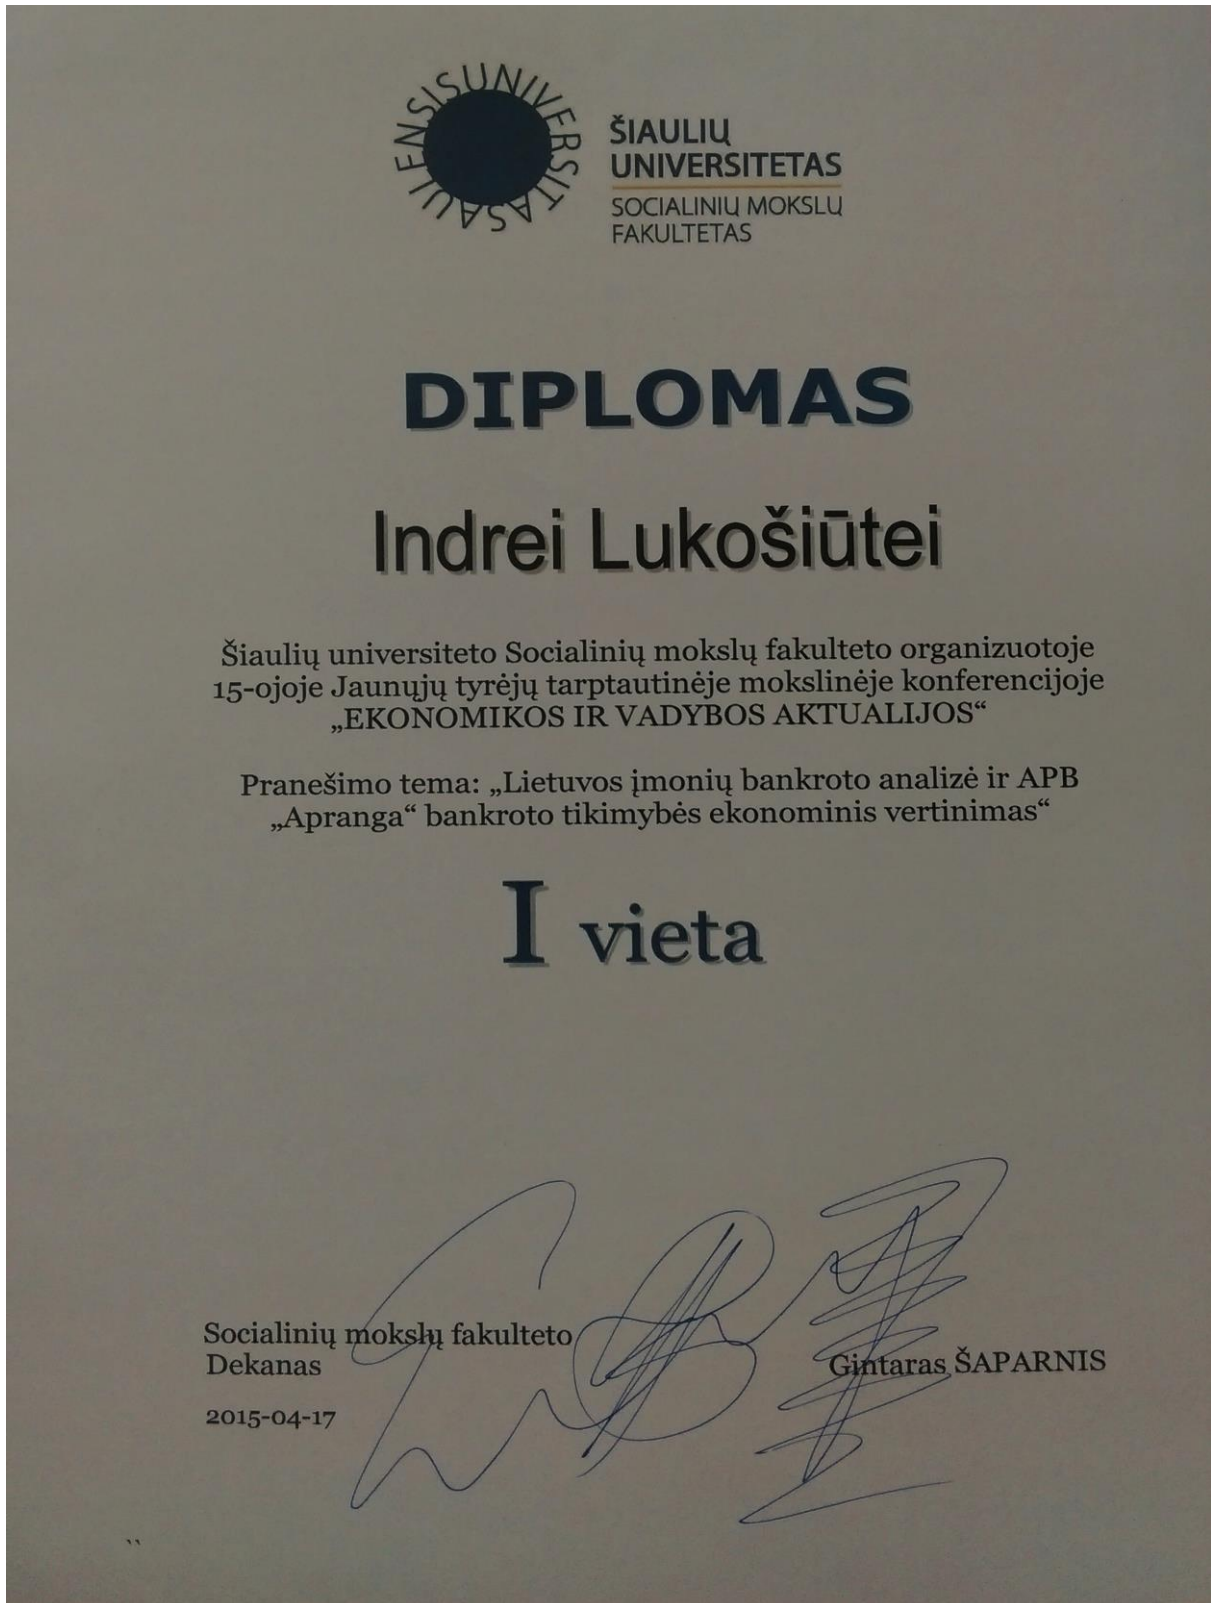 SAULENSIS UNIVERSITAS
ŠIAULIŲ
UNIVERSITETAS
SOCIALINIŲ MOKSLŲ
FAKULTETAS
DIPLOMAS
Indrei Lukošiūtei
Šiaulių universiteto Socialinių mokslų fakulteto organizuotoje
15-ojoje Jaunųjų tyrėjų tarptautinėje mokslinėje konferencijoje
„EKONOMIKOS IR VADYBOS AKTUALIJOS“
Pranešimo tema: „Lietuvos įmonių bankroto analizė ir APB
„Apranga“ bankroto tikimybės ekonominis vertinimas“
I vieta
Socialinių mokslų fakulteto
Dekanas
Gintaras ŠAPARNIS
2015-04-17